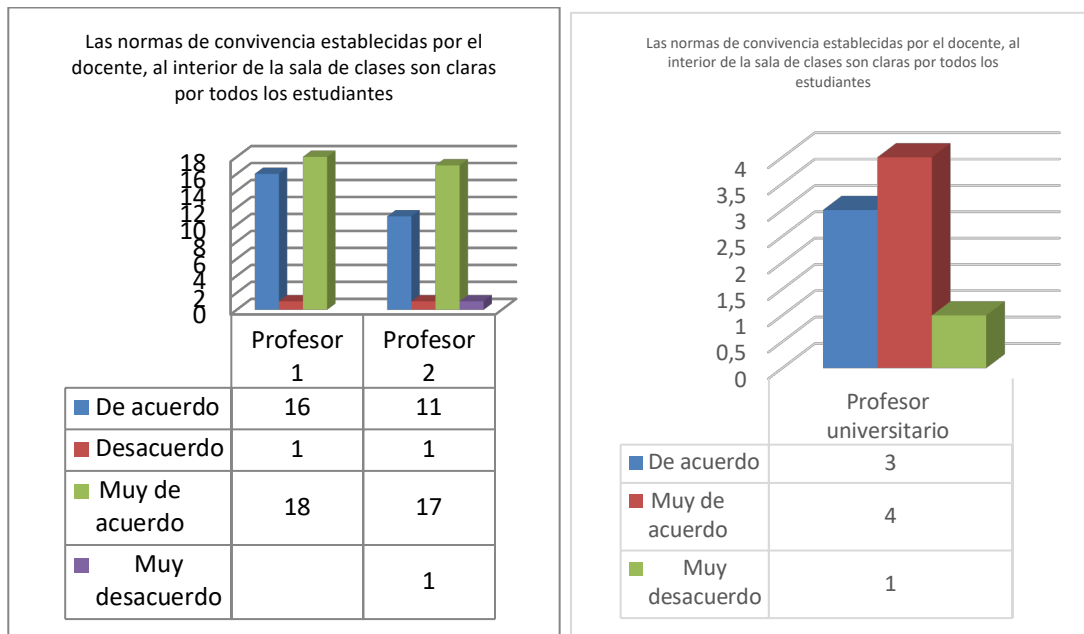 Las normas de convivencia establecidas por el
docente, al interior de la sala de clases son claras
por todos los estudiantes
18
16
14
12
10
8
6
4
2
0
Profesor
1
Profesor
2
De acuerdo 16 11
Desacuerdo 1 1
Muy de
acuerdo 18 17
Muy
desacuerdo 1
Las normas de convivencia establecidas por el docente, al
interior de la sala de clases son claras por todos los
estudiantes
4
3,5
3
2,5
2
1,5
1
0,5
0
Profesor
universitario
De acuerdo 3
Muy de
acuerdo 4
Muy
desacuerdo 1